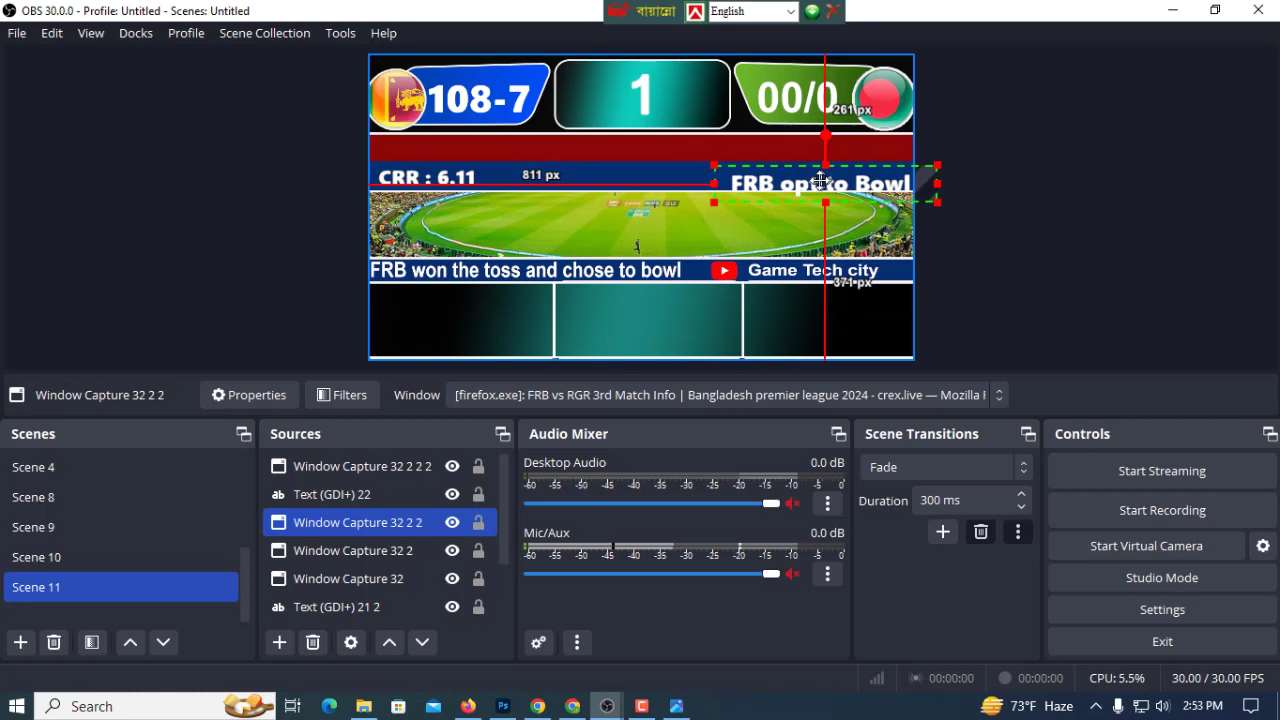 OBS 30.0.0 - Profile: Untitled - Scenes: Untitled
বায়ান্নো
English
File Edit View Docks Profile Scene Collection Tools Help
108-7
1
00/0
261 px
CRR : 6.11
811 px
FRB opt to Bowl
FRB won the toss and chose to bowl
Game Tech city
371 px
Window Capture 32 2 2
Properties
Filters
Window
[firefox.exe]: FRB vs RGR 3rd Match Info | Bangladesh premier league 2024 - crex.live — Mozilla F
Scenes
Scene 4
Scene 8
Scene 9
Scene 10
Scene 11
Sources
Window Capture 32 2 2 2
ab Text (GDI+) 22
Window Capture 32 2 2
Window Capture 32 2
Window Capture 32
ab Text (GDI+) 21 2
Audio Mixer
Desktop Audio 0.0 dB
-60 -55 -50 -45 -40 -35 -30 -25 -20 -15 -10 -5 0
Mic/Aux 0.0 dB
-60 -55 -50 -45 -40 -35 -30 -25 -20 -15 -10 -5 0
Scene Transitions
Fade
Duration 300 ms
Controls
Start Streaming
Start Recording
Start Virtual Camera
Studio Mode
Settings
Exit
00:00:00
00:00:00
CPU: 5.5%
30.00 / 30.00 FPS
Search
Ps
73°F Haze
2:53 PM